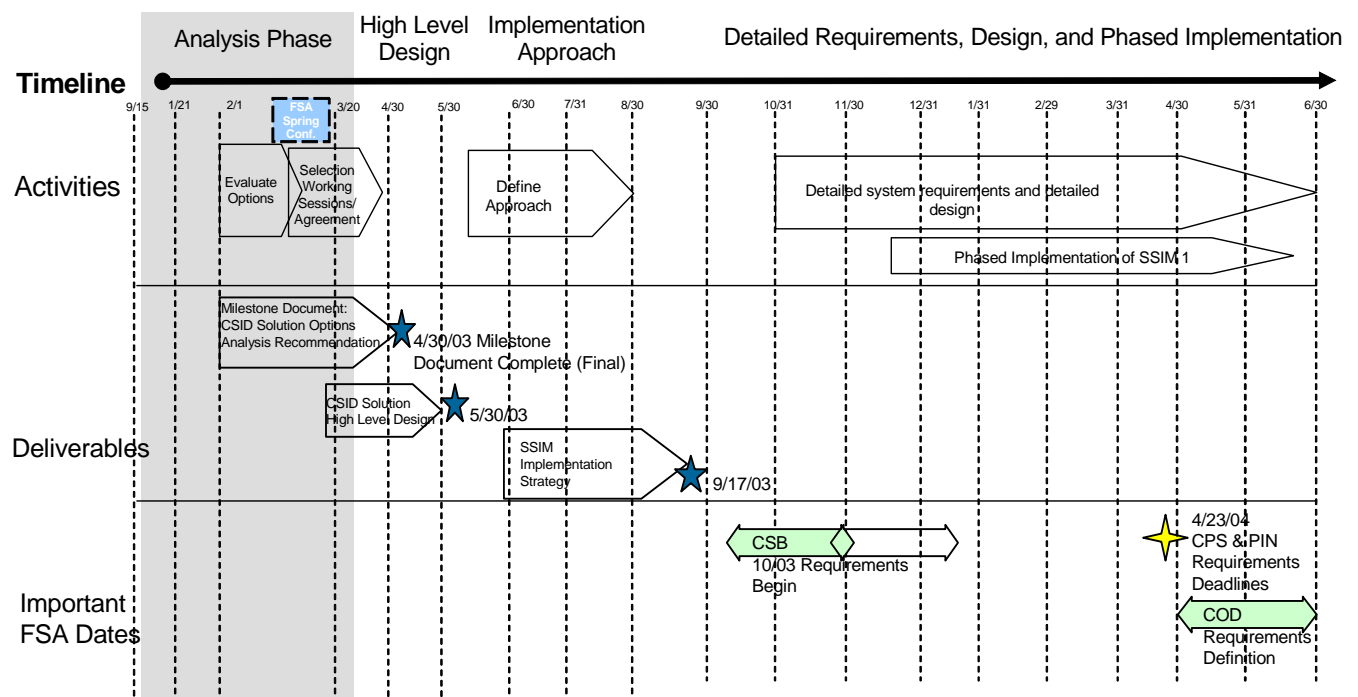 Analysis Phase
High Level
Design
Implementation
Approach
Detailed Requirements, Design, and Phased Implementation
Timeline
9/15
1/21
2/1
3/20
4/30
5/30
6/30
7/31
8/30
9/30
10/31
11/30
12/31
1/31
2/29
3/31
4/30
5/31
6/30
FSA
Spring
Conf.
Activities
Evaluate
Options
Selection
Working
Sessions/
Agreement
Define
Approach
Detailed system requirements and detailed
design
Phased Implementation of SSIM 1
Milestone Document:
CSID Solution Options
Analysis Recommendation
4/30/03 Milestone
Document Complete (Final)
CSID Solution
High Level Design
5/30/03
Deliverables
SSIM
Implementation
Strategy
9/17/03
CSB
10/03 Requirements
Begin
4/23/04
CPS & PIN
Requirements
Deadlines
Important
FSA Dates
COD
Requirements
Definition